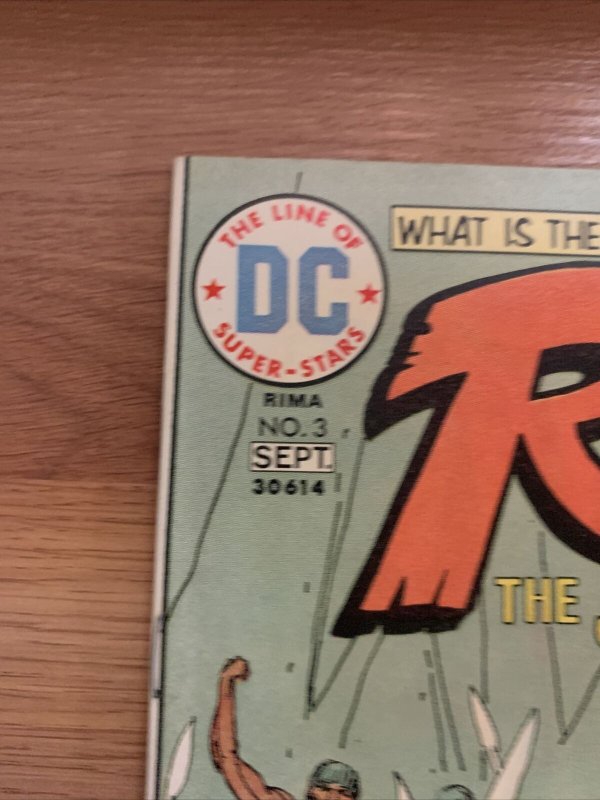 THE LINE OF
DC
SUPER-STARS
WHAT IS THE
RIMA
NO. 3
SEPT.
30614
R
THE